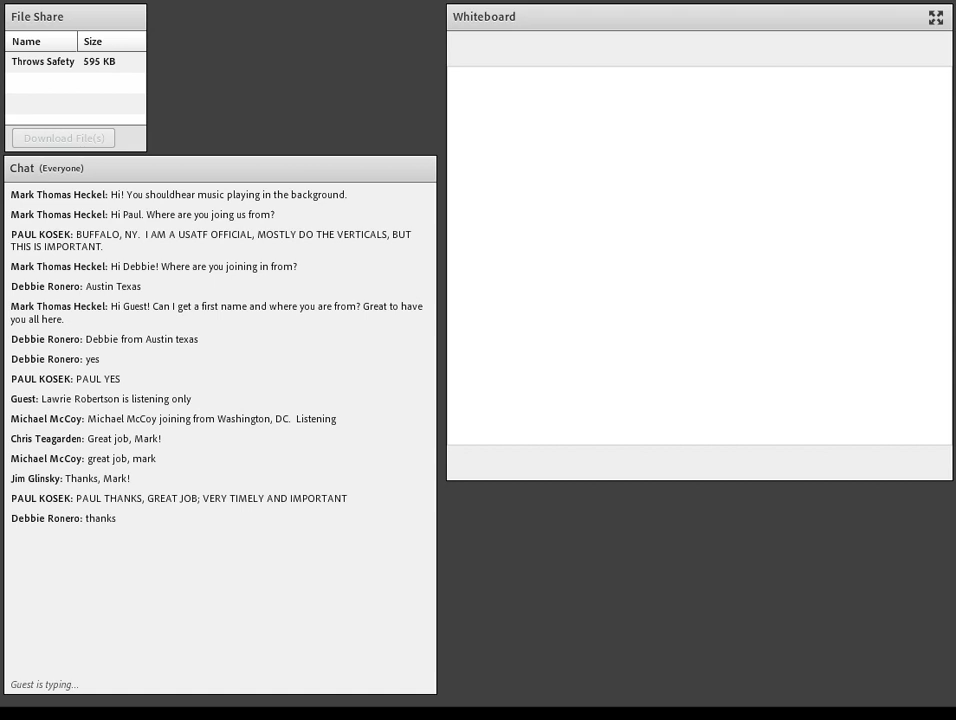 File Share
Name Size
Throws Safety 595 KB
Download File(s)
Chat (Everyone)
Mark Thomas Heckel: Hi! You shouldhear music playing in the background.
Mark Thomas Heckel: Hi Paul. Where are you joing us from?
PAUL KOSEK: BUFFALO, NY.  I AM A USATF OFFICIAL, MOSTLY DO THE VERTICALS, BUT
THIS IS IMPORTANT.
Mark Thomas Heckel: Hi Debbie! Where are you joining in from?
Debbie Ronero: Austin Texas
Mark Thomas Heckel: Hi Guest! Can I get a first name and where you are from? Great to have
you all here.
Debbie Ronero: Debbie from Austin texas
Debbie Ronero: yes
PAUL KOSEK: PAUL YES
Guest: Lawrie Robertson is listening only
Michael McCoy: Michael McCoy joining from Washington, DC.  Listening
Chris Teagarden: Great job, Mark!
Michael McCoy: great job, mark
Jim Glinsky: Thanks, Mark!
PAUL KOSEK: PAUL THANKS, GREAT JOB; VERY TIMELY AND IMPORTANT
Debbie Ronero: thanks
Guest is typing...
Whiteboard